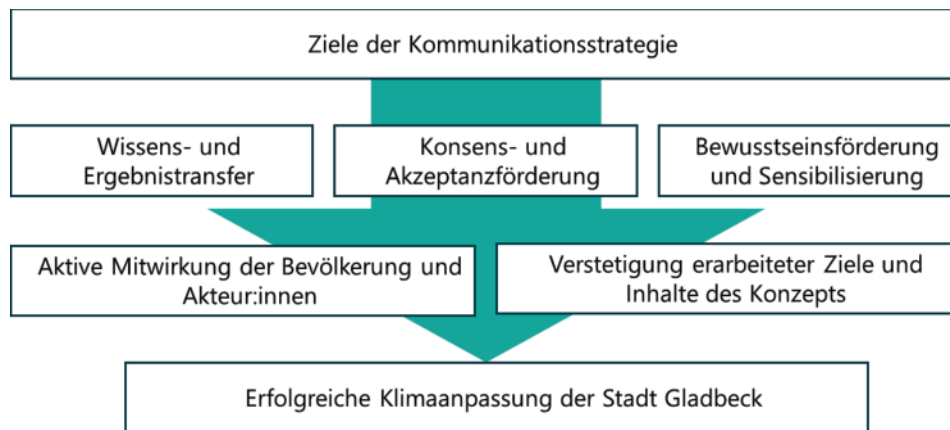 Ziele der Kommunikationsstrategie
Wissens- und
Ergebnistransfer
Konsens- und
Akzeptanzförderung
Bewusstseinsförderung
und Sensibilisierung
Aktive Mitwirkung der Bevölkerung und
Akteur:innen
Verstetigung erarbeiteter Ziele und
Inhalte des Konzepts
Erfolgreiche Klimaanpassung der Stadt Gladbeck